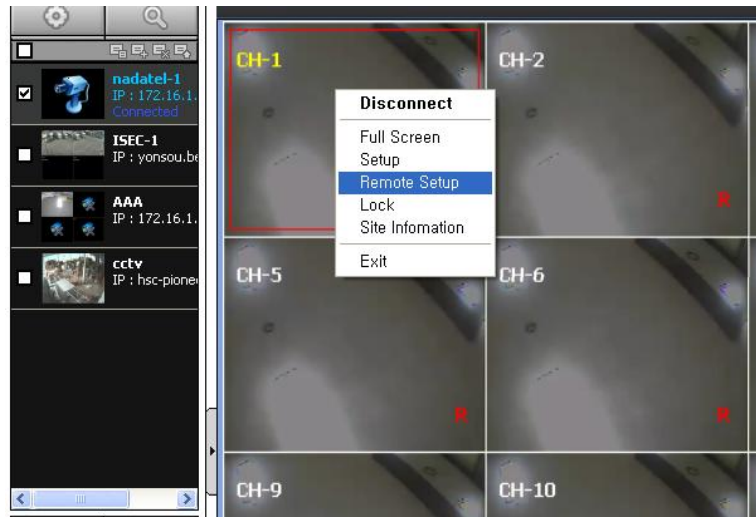 nadatel-1
IP : 172.16.1.
Connected
ISEC-1
IP : yonsou.be
AAA
IP : 172.16.1.
cctv
IP : hsc-pionee
CH-1
CH-2
R
Disconnect
Full Screen
Setup
Remote Setup
Lock
Site Infomation
Exit
CH-5
CH-6
R
R
CH-9
CH-10